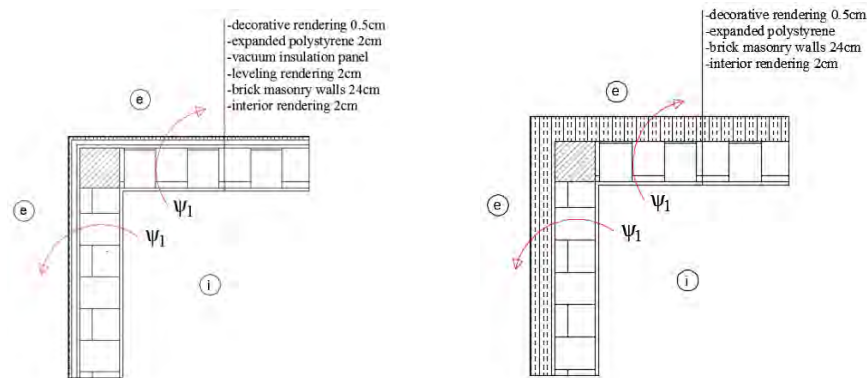 -decorative rendering 0.5cm
-expanded polystyrene 2cm
-vacuum insulation panel
-leveling rendering 2cm
-brick masonry walls 24cm
-interior rendering 2cm
e
e
ψ1
ψ1
i
-decorative rendering 0.5cm
-expanded polystyrene
-brick masonry walls 24cm
-interior rendering 2cm
e
e
ψ1
ψ1
i